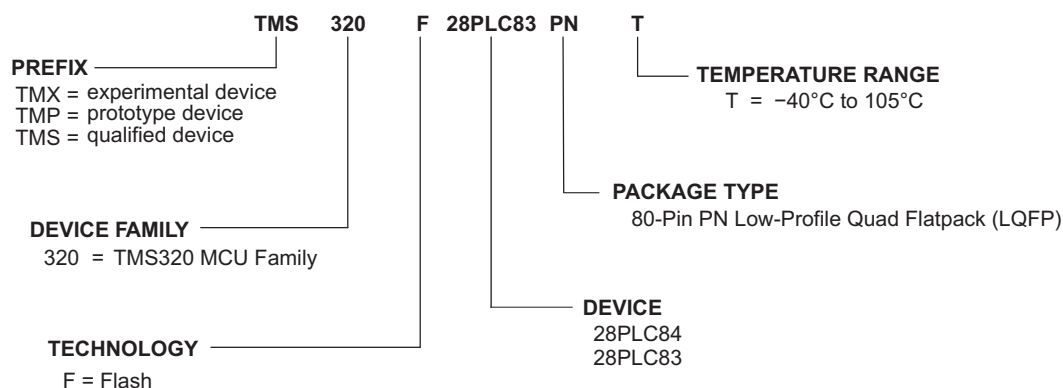 TMS 320 F 28PLC83 PN T
PREFIX
TMX = experimental device
TMP = prototype device
TMS = qualified device
TEMPERATURE RANGE
T = −40°C to 105°C
PACKAGE TYPE
80-Pin PN Low-Profile Quad Flatpack (LQFP)
DEVICE FAMILY
320 = TMS320 MCU Family
DEVICE
28PLC84
28PLC83
TECHNOLOGY
F = Flash